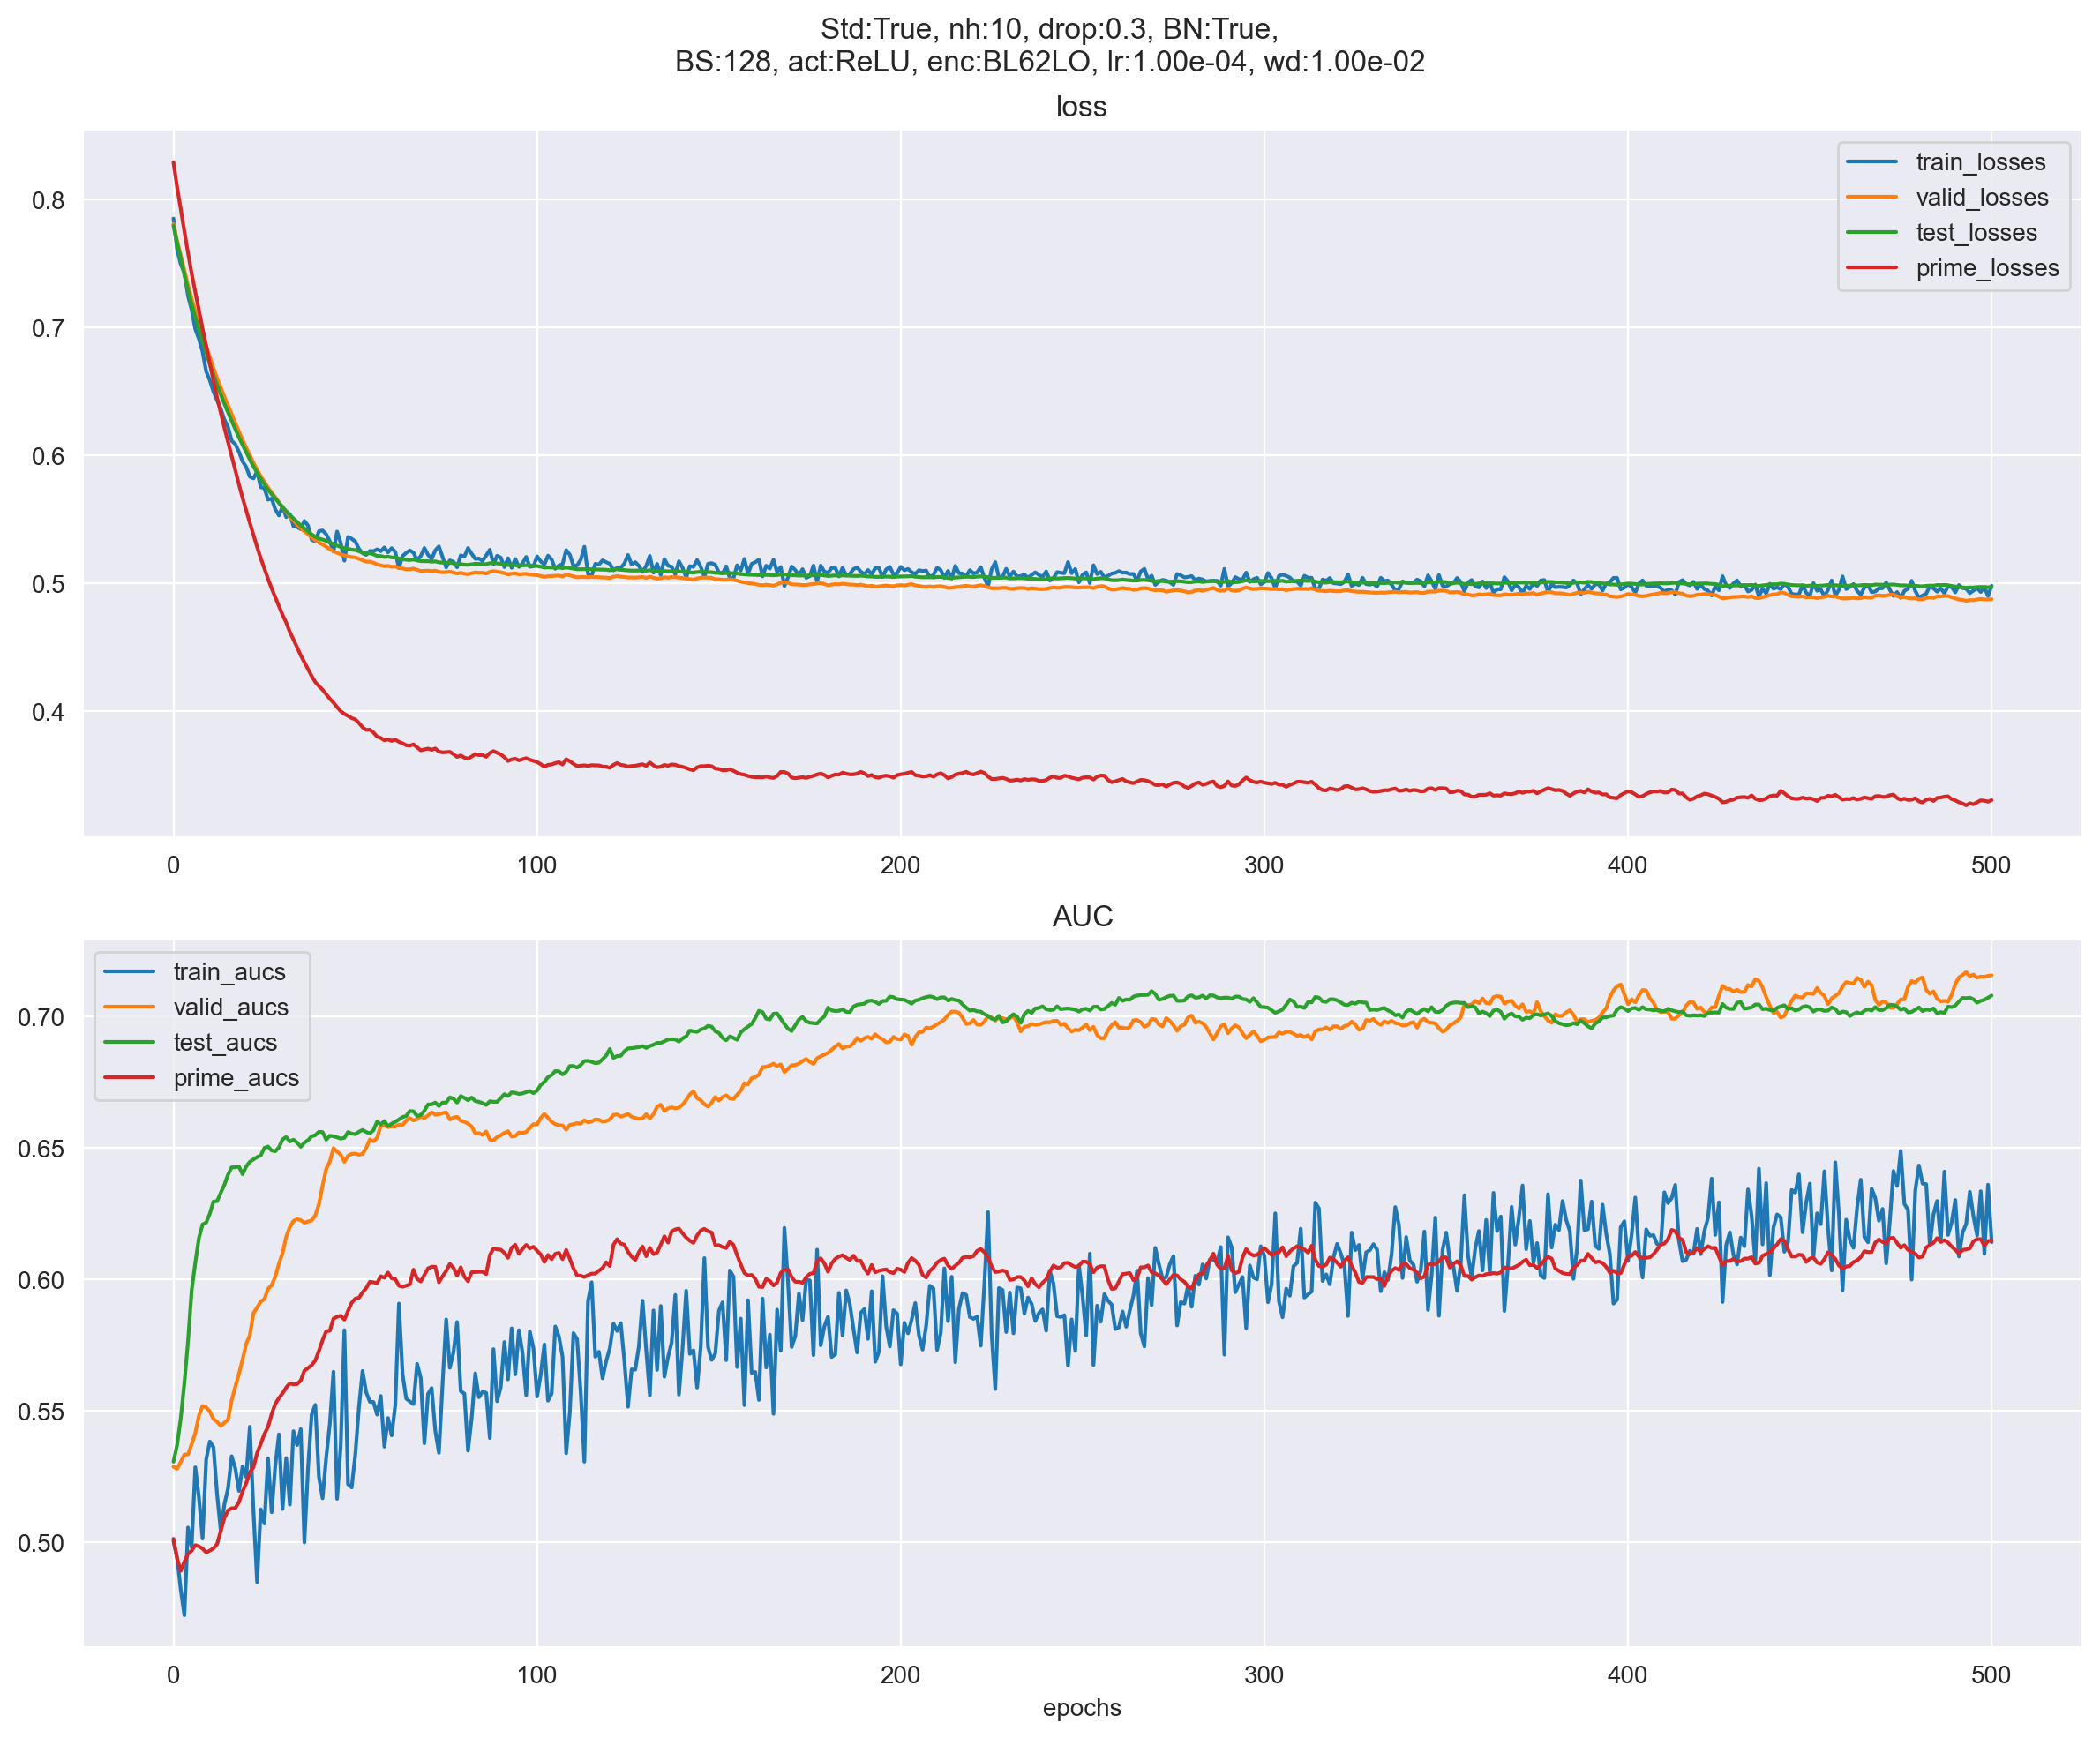 Std:True, nh:10, drop:0.3, BN:True,
BS:128, act:ReLU, enc:BL62LO, lr:1.00e-04, wd:1.00e-02
loss
train_losses
valid_losses
test_losses
prime_losses
0.8
0.7
0.6
0.5
0.4
0 100 200 300 400 500
AUC
train_aucs
valid_aucs
test_aucs
prime_aucs
0.70
0.65
0.60
0.55
0.50
0 100 200 300 400 500
epochs